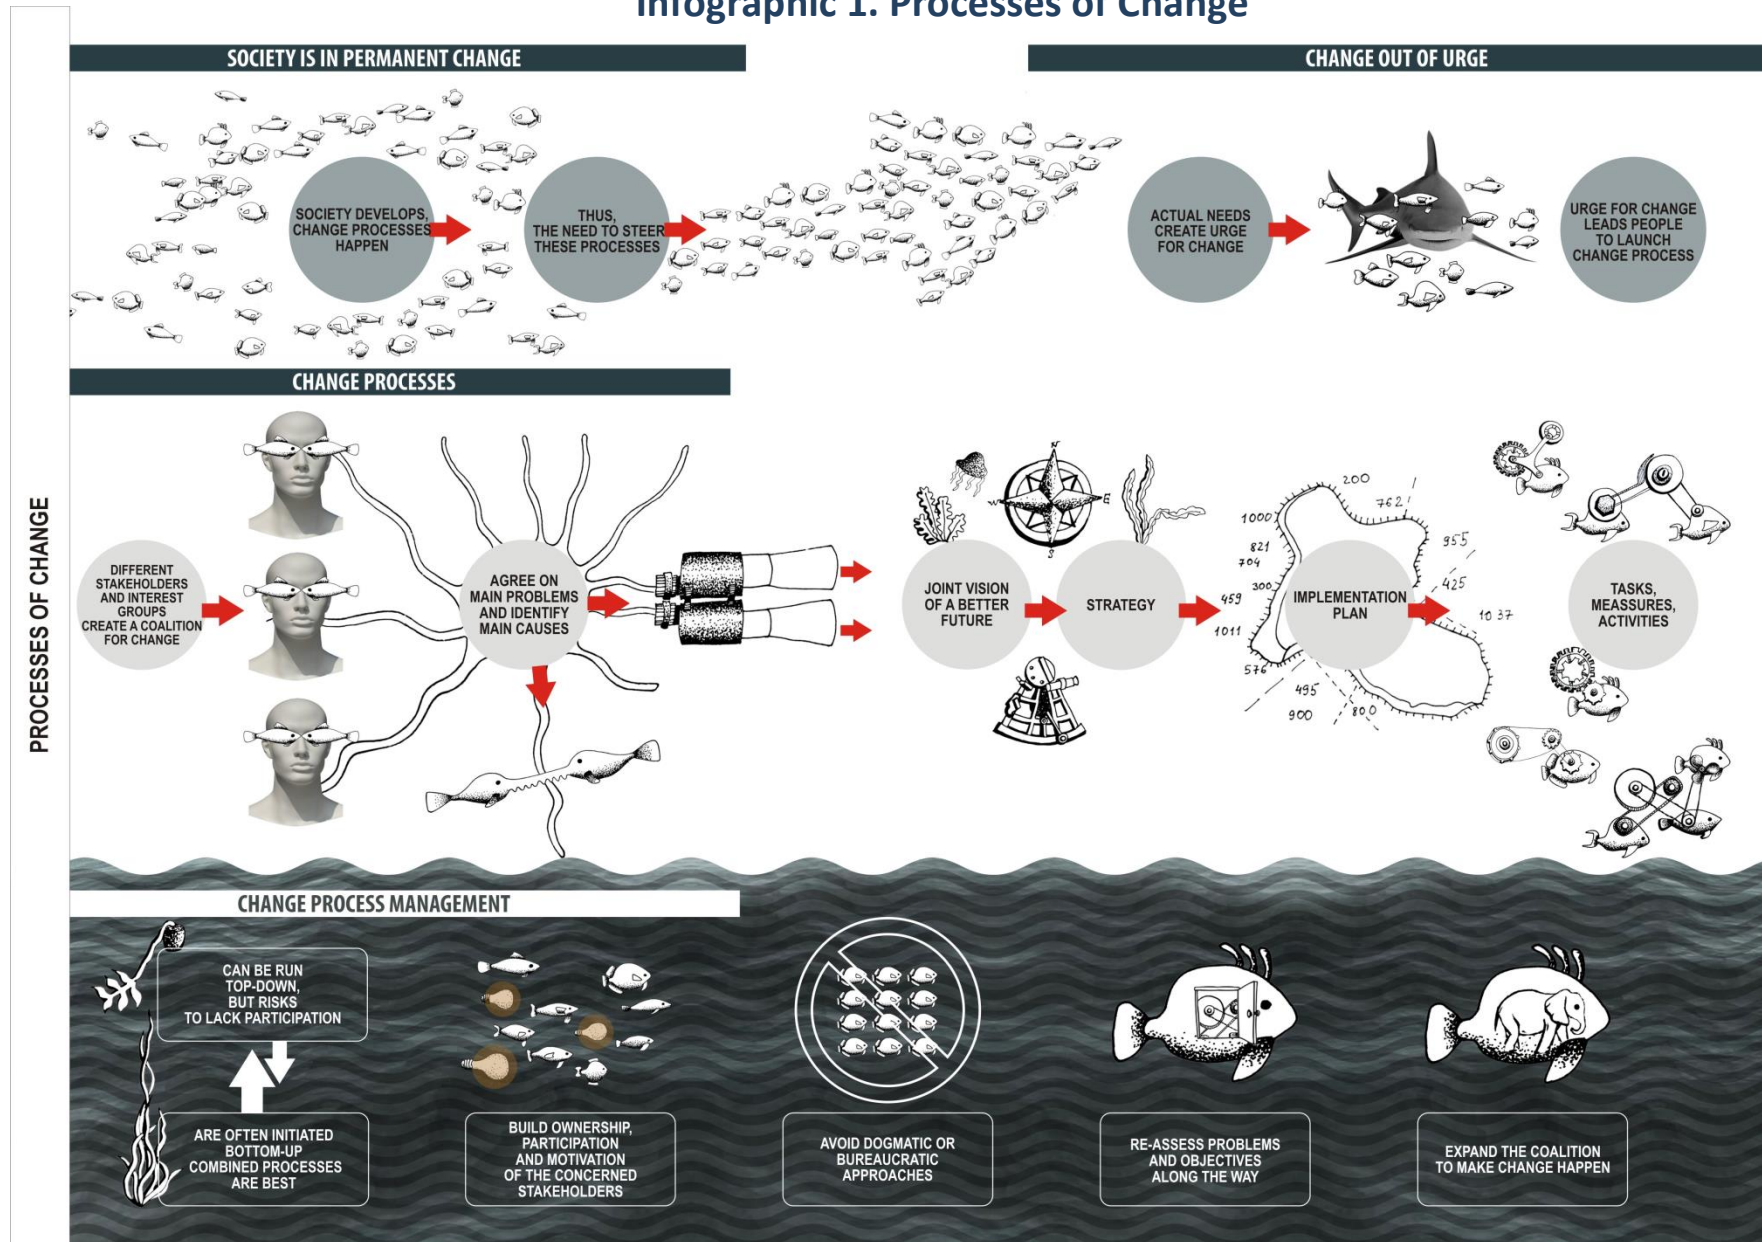 Infographic 1. Processes of Change
PROCESSES OF CHANGE
SOCIETY IS IN PERMANENT CHANGE
SOCIETY DEVELOPS,
CHANGE PROCESSES
HAPPEN
THUS,
THE NEED TO STEER
THESE PROCESSES
CHANGE OUT OF URGE
ACTUAL NEEDS
CREATE URGE
FOR CHANGE
URGE FOR CHANGE
LEADS PEOPLE
TO LAUNCH
CHANGE PROCESS
CHANGE PROCESSES
DIFFERENT
STAKEHOLDERS
AND INTEREST
GROUPS
CREATE A COALITION
FOR CHANGE
AGREE ON
MAIN PROBLEMS
AND IDENTIFY
MAIN CAUSES
JOINT VISION
OF A BETTER
FUTURE
N
W
E
S
STRATEGY
200
762
1000
821
704
955
300
425
459
1011
1037
576
495
900
800
IMPLEMENTATION
PLAN
TASKS,
MEASSURES,
ACTIVITIES
CHANGE PROCESS MANAGEMENT
CAN BE RUN
TOP-DOWN,
BUT RISKS
TO LACK PARTICIPATION
ARE OFTEN INITIATED
BOTTOM-UP
COMBINED PROCESSES
ARE BEST
BUILD OWNERSHIP,
PARTICIPATION
AND MOTIVATION
OF THE CONCERNED
STAKEHOLDERS
AVOID DOGMATIC OR
BUREAUCRATIC
APPROACHES
RE-ASSESS PROBLEMS
AND OBJECTIVES
ALONG THE WAY
EXPAND THE COALITION
TO MAKE CHANGE HAPPEN